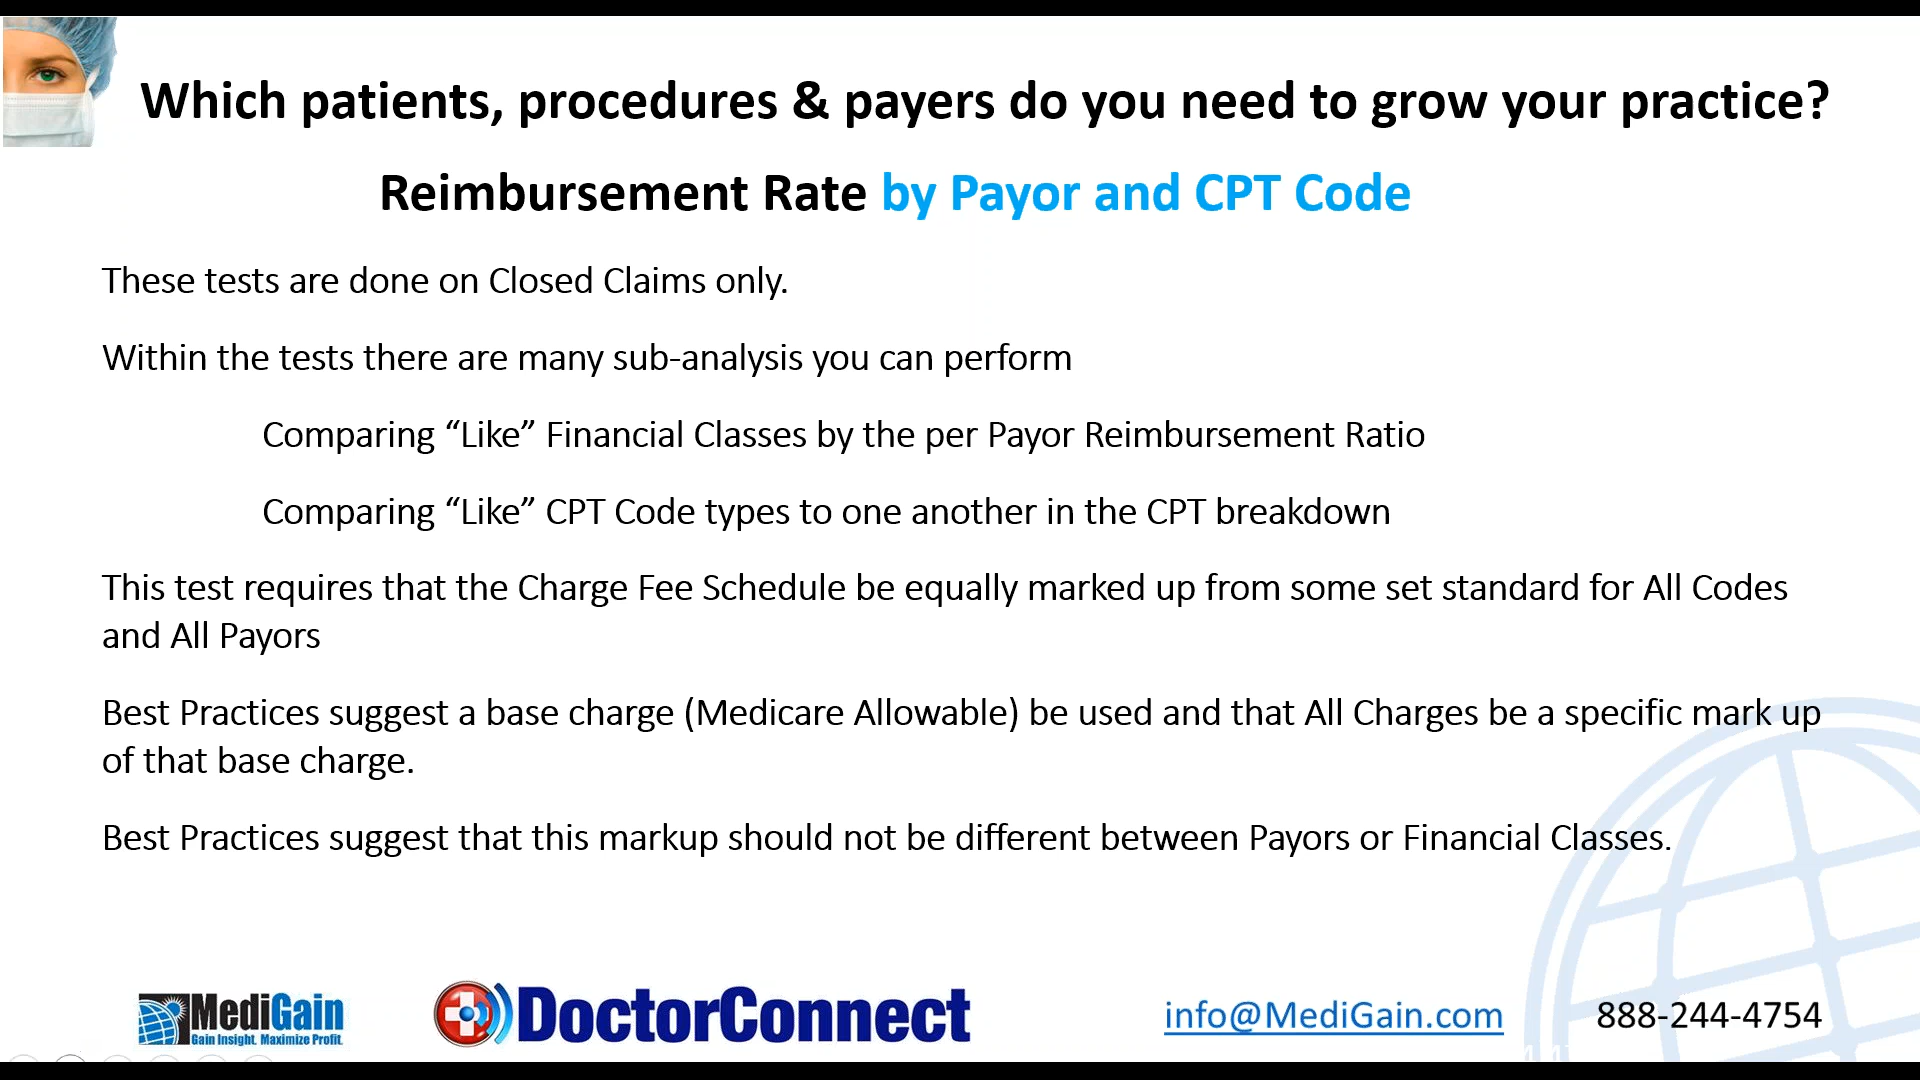 Which patients, procedures & payers do you need to grow your practice?
Reimbursement Rate by Payor and CPT Code
These tests are done on Closed Claims only.
Within the tests there are many sub-analysis you can perform
Comparing “Like” Financial Classes by the per Payor Reimbursement Ratio
Comparing “Like” CPT Code types to one another in the CPT breakdown
This test requires that the Charge Fee Schedule be equally marked up from some set standard for All Codes
and All Payors
Best Practices suggest a base charge (Medicare Allowable) be used and that All Charges be a specific mark up
of that base charge.
Best Practices suggest that this markup should not be different between Payors or Financial Classes.
MediGain
Gain Insight. Maximize Profit.
DoctorConnect
info@MediGain.com
888-244-4754